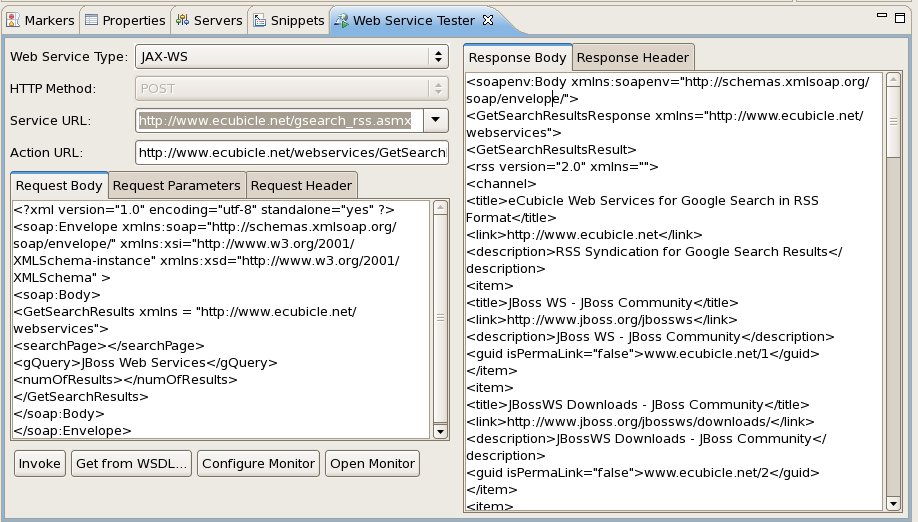 Markers Properties Servers Snippets Web Service Tester
Web Service Type: JAX-WS
HTTP Method: POST
Service URL: http://www.ecubicle.net/gsearch_rss.asmx
Action URL: http://www.ecubicle.net/webservices/GetSearch
Request Body Request Parameters Request Header
<?xml version="1.0" encoding="utf-8" standalone="yes" ?>
<soap:Envelope xmlns:soap="http://schemas.xmlsoap.org/
soap/envelope/" xmlns:xsi="http://www.w3.org/2001/
XMLSchema-instance" xmlns:xsd="http://www.w3.org/2001/
XMLSchema" >
<soap:Body>
<GetSearchResults xmlns = "http://www.ecubicle.net/
webservices">
<searchPage></searchPage>
<gQuery>JBoss Web Services</gQuery>
<numOfResults></numOfResults>
</GetSearchResults>
</soap:Body>
</soap:Envelope>
Invoke Get from WSDL... Configure Monitor Open Monitor
Response Body Response Header
<soapenv:Body xmlns:soapenv="http://schemas.xmlsoap.org/
soap/envelope/">
<GetSearchResultsResponse xmlns="http://www.ecubicle.net/
webservices">
<GetSearchResultsResult>
<rss version="2.0" xmlns="">
<channel>
<title>eCubicle Web Services for Google Search in RSS
Format</title>
<link>http://www.ecubicle.net</link>
<description>RSS Syndication for Google Search Results</
description>
<item>
<title>JBoss WS - JBoss Community</title>
<link>http://www.jboss.org/jbossws</link>
<description>JBoss WS - JBoss Community</description>
<guid isPermaLink="false">www.ecubicle.net/1</guid>
</item>
<item>
<title>JBossWS Downloads - JBoss Community</title>
<link>http://www.jboss.org/jbossws/downloads/</link>
<description>JBossWS Downloads - JBoss Community</
description>
<guid isPermaLink="false">www.ecubicle.net/2</guid>
</item>
<item>